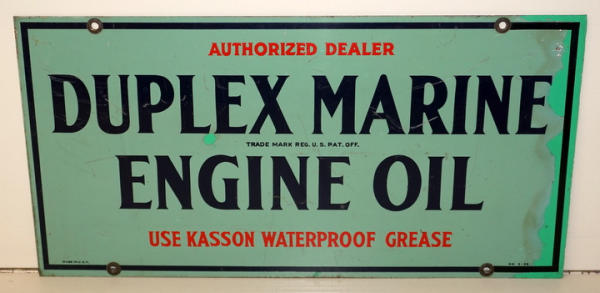 AUTHORIZED DEALER
DUPLEX MARINE
TRADE MARK REG. U.S. PAT. OFF.
ENGINE OIL
USE KASSON WATERPROOF GREASE